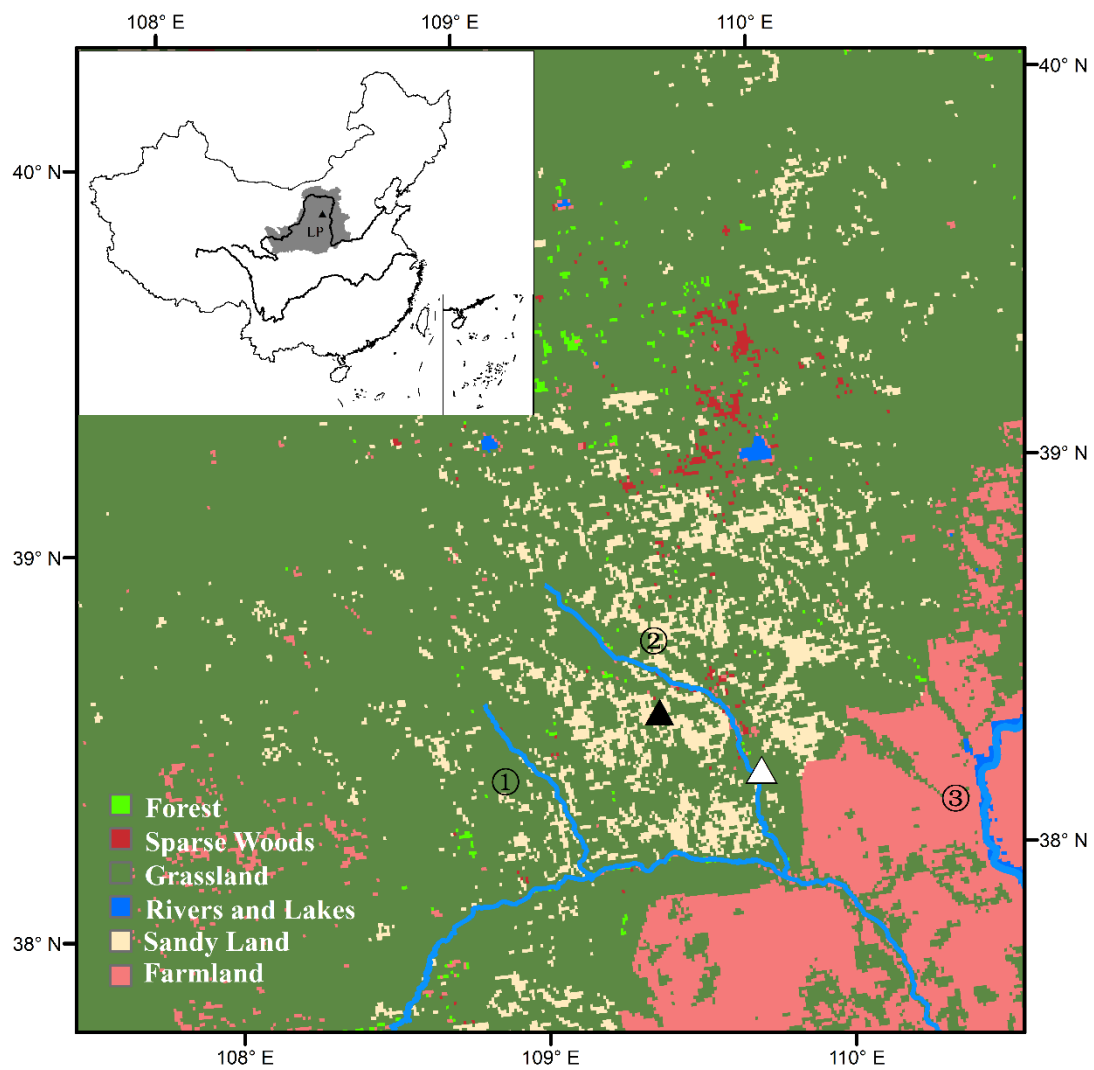 108° E 109° E 110° E
40° N
40° N
LP
39° N
39° N
②
①
③
Forest
Sparse Woods
Grassland
Rivers and Lakes
Sandy Land
Farmland
38° N
38° N
108° E 109° E 110° E